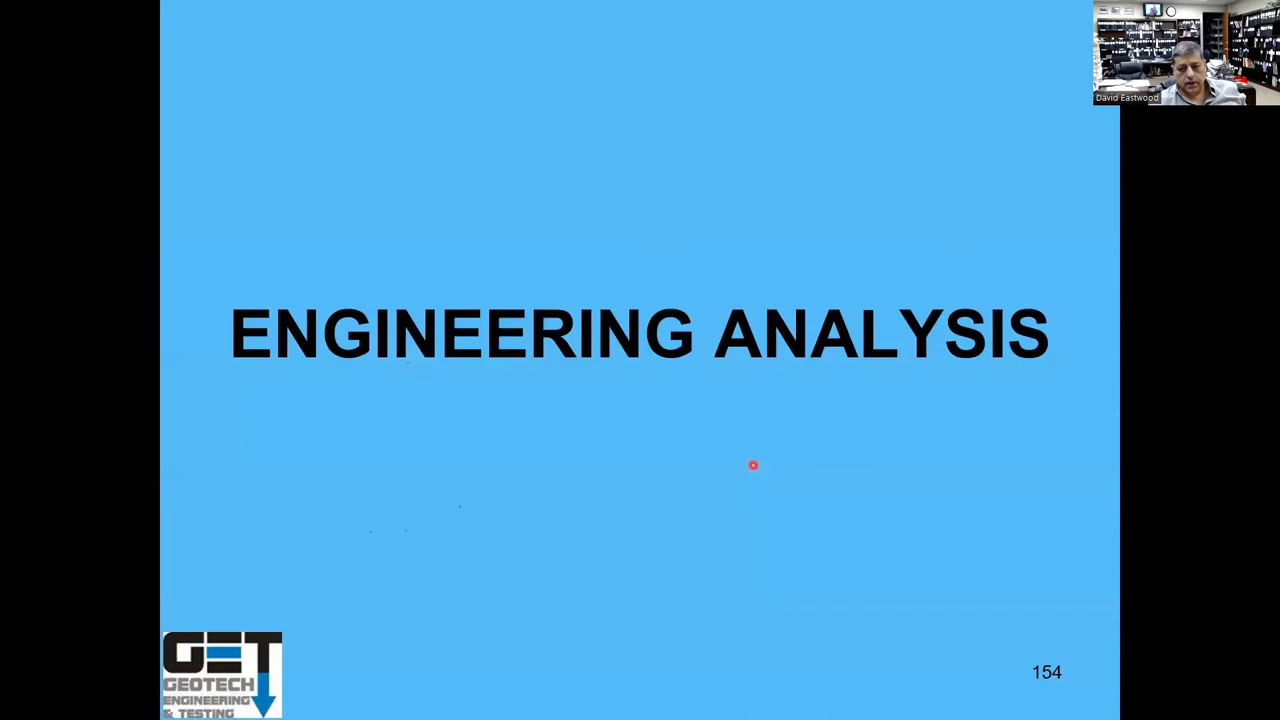 David Eastwood
ENGINEERING ANALYSIS
GET
GEOTECH
ENGINEERING
& TESTING
154